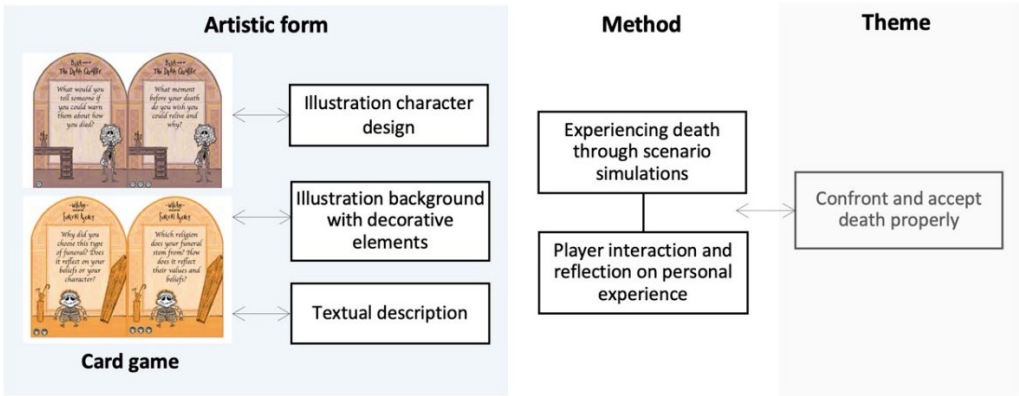 Artistic form
Method
Theme
What would you
tell someone if
you could warn
them about how
you died?
What moment
before your death
do you wish you
could relive and
why?
Why did you
choose this type
of funeral? Does
it reflect on your
beliefs or your
character?
Which religion
does your funeral
stem from? How
does it reflect
their values and
beliefs?
Card game
Illustration character
design
Illustration background
with decorative
elements
Textual description
Experiencing death
through scenario
simulations
Player interaction and
reflection on personal
experience
Confront and accept
death properly